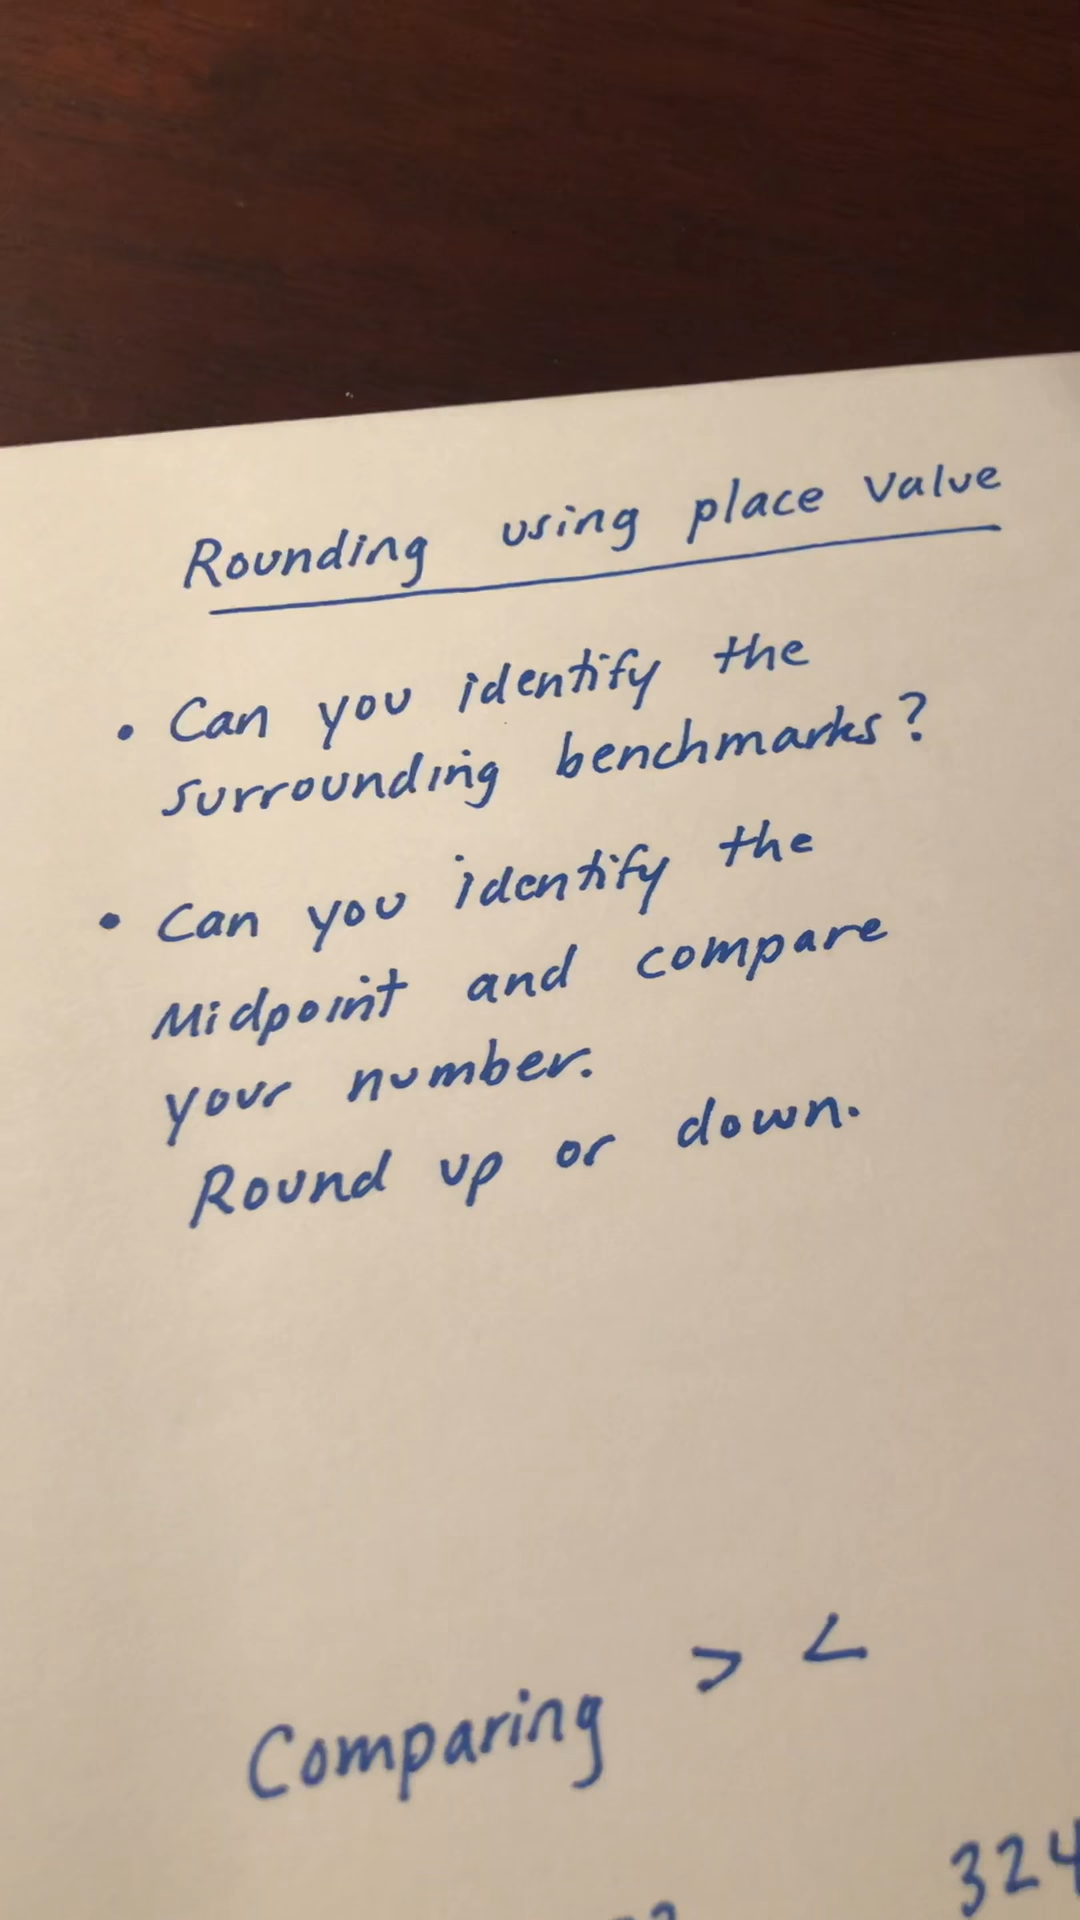 Rounding using place value
• Can you identify the
surrounding benchmarks?
• Can you identify the
Midpoint and compare
your number.
Round up or down.
Comparing > <
324